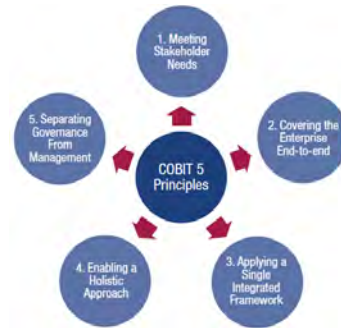 1. Meeting
Stakeholder
Needs
5. Separating
Governance
From
Management
2. Covering the
Enterprise
End-to-end
COBIT 5
Principles
4. Enabling a
Holistic
Approach
3. Applying a
Single
Integrated
Framework